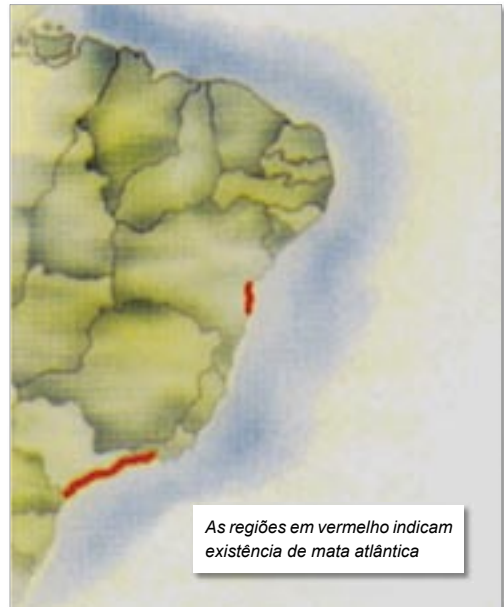 As regiões em vermelho indicam
existência de mata atlântica